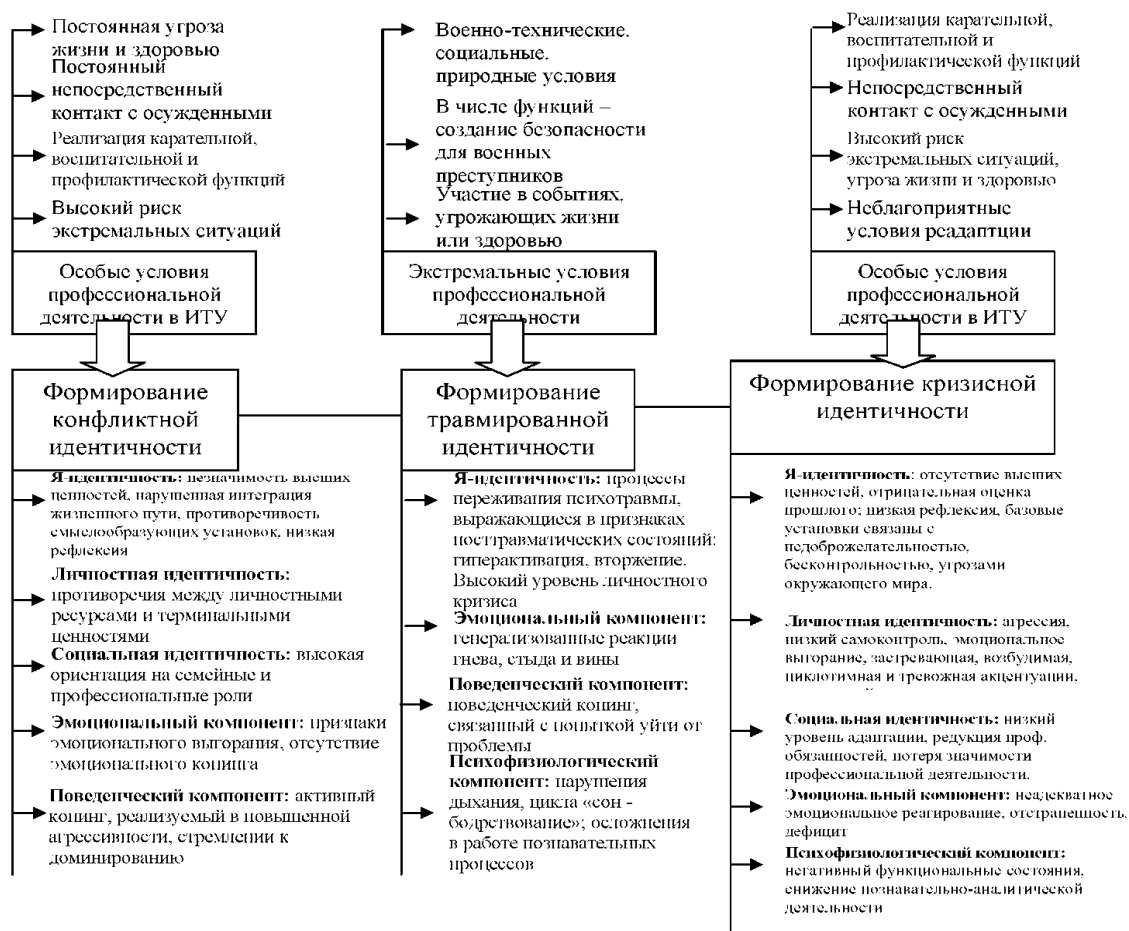 Постоянная угроза
жизни и здоровью
Постоянный
непосредственный
контакт с осужденными
Реализация карательной,
воспитательной и
профилактической функций
Высокий риск
экстремальных ситуаций
Особые условия
профессиональной
деятельности в ИТУ
Формирование
конфликтной
идентичности
Я-идентичность: незначимость высших
ценностей, нарушенная интеграция
жизненного пути, противоречивость
смыслообразующих установок, низкая
рефлексия
Личностная идентичность:
противоречия между личностными
ресурсами и терминальными
ценностями
Социальная идентичность: высокая
ориентация на семейные и
профессиональные роли
Эмоциональный компонент: признаки
эмоционального выгорания, отсутствие
эмоционального копинга
Поведенческий компонент: активный
копинг, реализуемый в повышенной
агрессивности, стремлении к
доминированию
Военно-технические,
социальные,
природные условия
В числе функций –
создание безопасности
для военных
преступников
Участие в событиях,
угрожающих жизни
или здоровью
Экстремальные условия
профессиональной
деятельности
Формирование
травмированной
идентичности
Я-идентичность: процессы
переживания психотравмы,
выражающиеся в признаках
посттравматических состояний:
гиперактивация, вторжение.
Высокий уровень личностного
кризиса
Эмоциональный компонент:
генерализованные реакции
гнева, стыда и вины
Поведенческий компонент:
поведенческий копинг,
связанный с попыткой уйти от
проблемы
Психофизиологический
компонент: нарушения
дыхания, цикла «сон -
бодрствование»; осложнения
в работе познавательных
процессов
Реализация карательной,
воспитательной и
профилактической функций
Непосредственный
контакт с осужденными
Высокий риск
экстремальных ситуаций,
угроза жизни и здоровью
Неблагоприятные
условия реадаптции
Особые условия
профессиональной
деятельности в ИТУ
Формирование кризисной
идентичности
Я-идентичность: отсутствие высших
ценностей, отрицательная оценка
прошлого; низкая рефлексия, базовые
установки связаны с
недоброжелательностью,
бесконтрольностью, угрозами
окружающего мира.
Личностная идентичность: агрессия,
низкий самоконтроль, эмоциональное
выгорание, застревающая, возбудимая,
циклотимная и тревожная акцентуации,
Социальная идентичность: низкий
уровень адаптации, редукция проф.
обязанностей, потеря значимости
профессиональной деятельности.
Эмоциональный компонент: неадекватное
эмоциональное реагирование, отстраненность,
дефицит
Психофизиологический компонент:
негативный функциональные состояния,
снижение познавательно-аналитической
деятельности